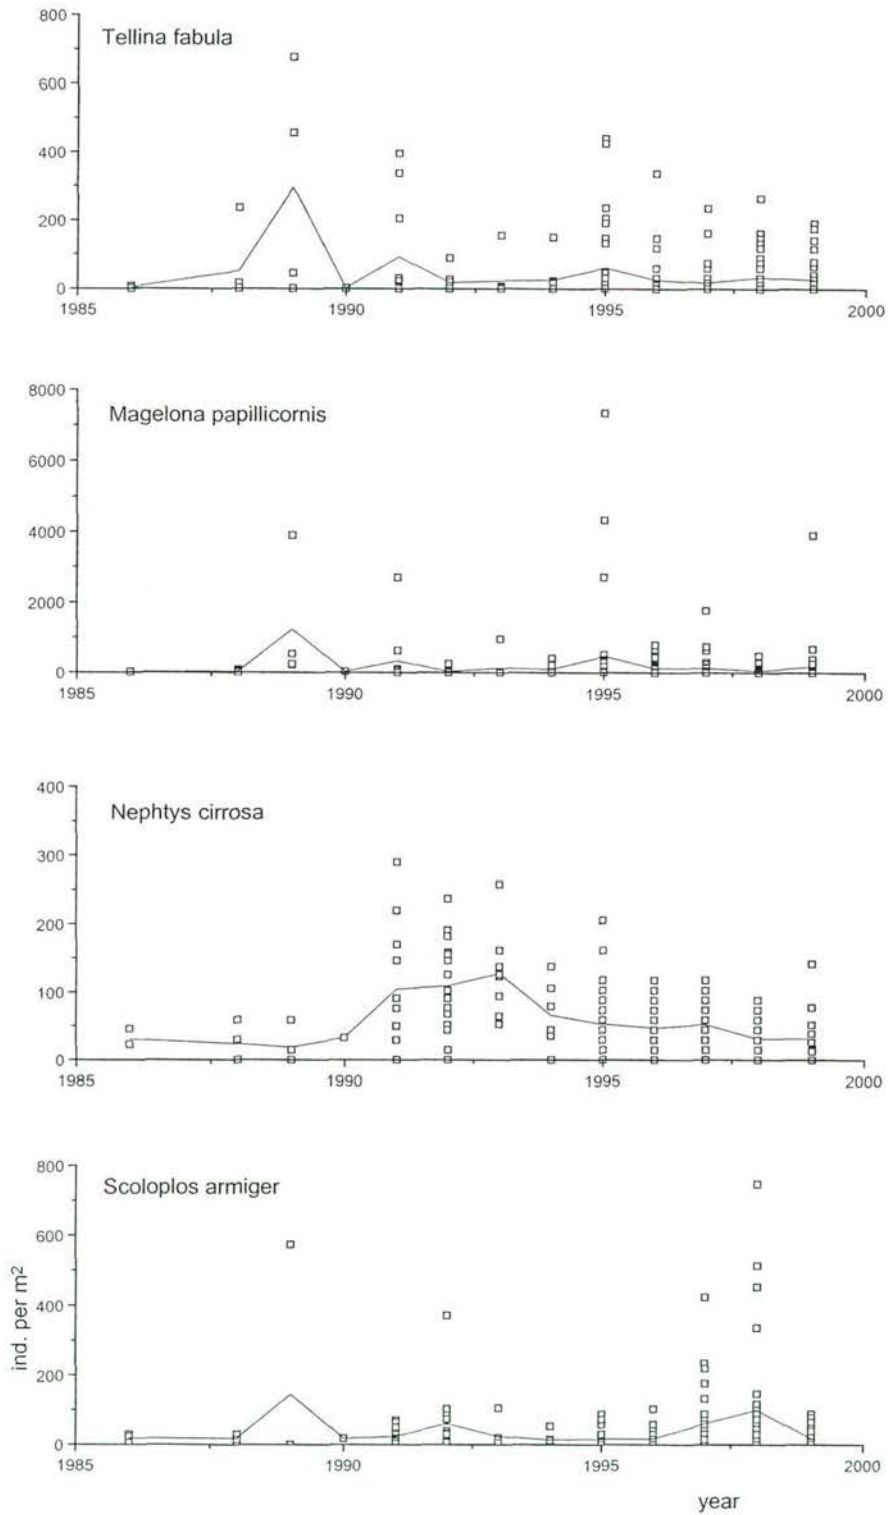 800
Tellina fabula
600
400
200
0
1985 1990 1995 2000
8000
Magelona papillicornis
6000
4000
2000
0
1985 1990 1995 2000
400
Nephtys cirrosa
300
200
100
0
1985 1990 1995 2000
800
Scoloplos armiger
600
400
200
0
ind. per m²
1985 1990 1995 2000
year